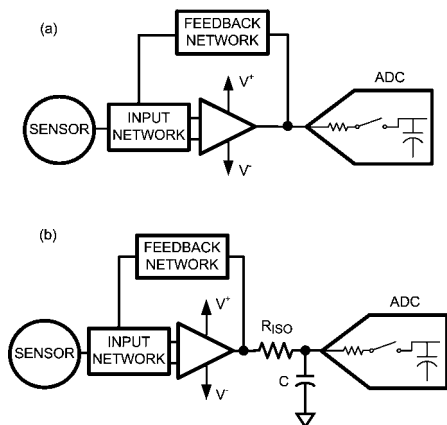 (a)
FEEDBACK
NETWORK
V+
ADC
SENSOR
INPUT
NETWORK
V-
(b)
FEEDBACK
NETWORK
V+
RISO
ADC
SENSOR
INPUT
NETWORK
C
V-